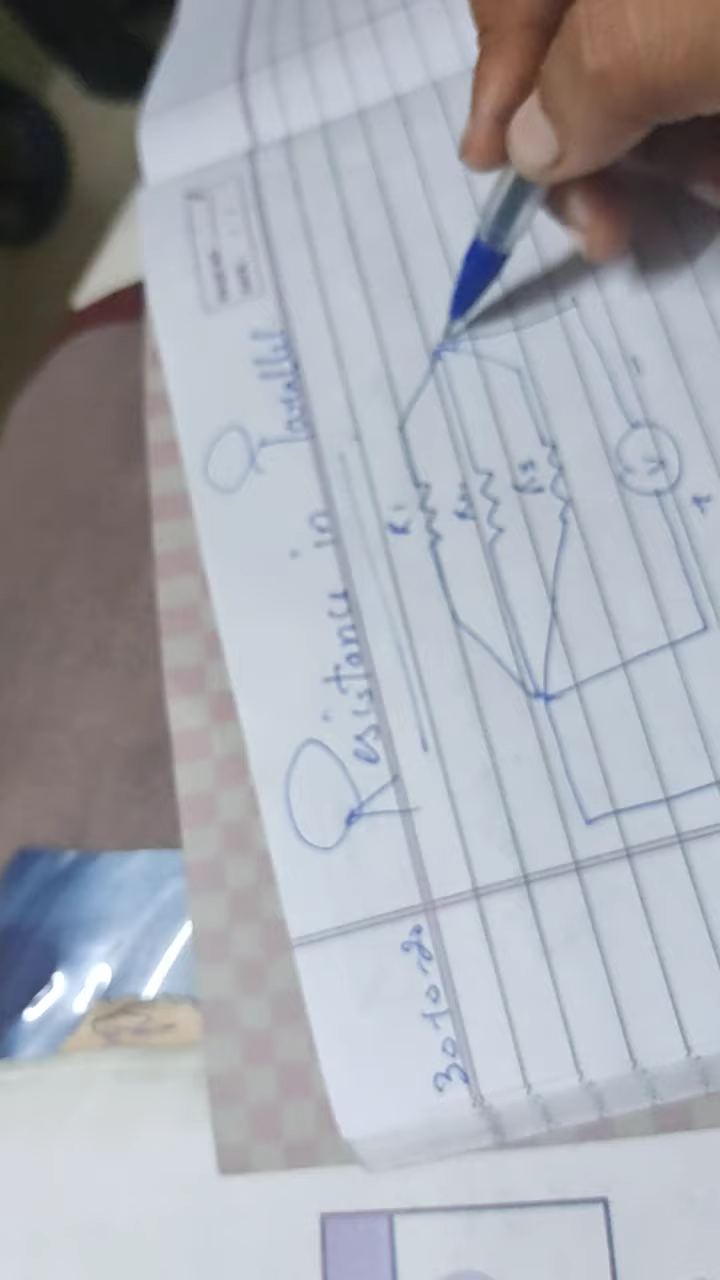 30-10-20
Resistance in Parallel
R1
R2
R3
V
-
+